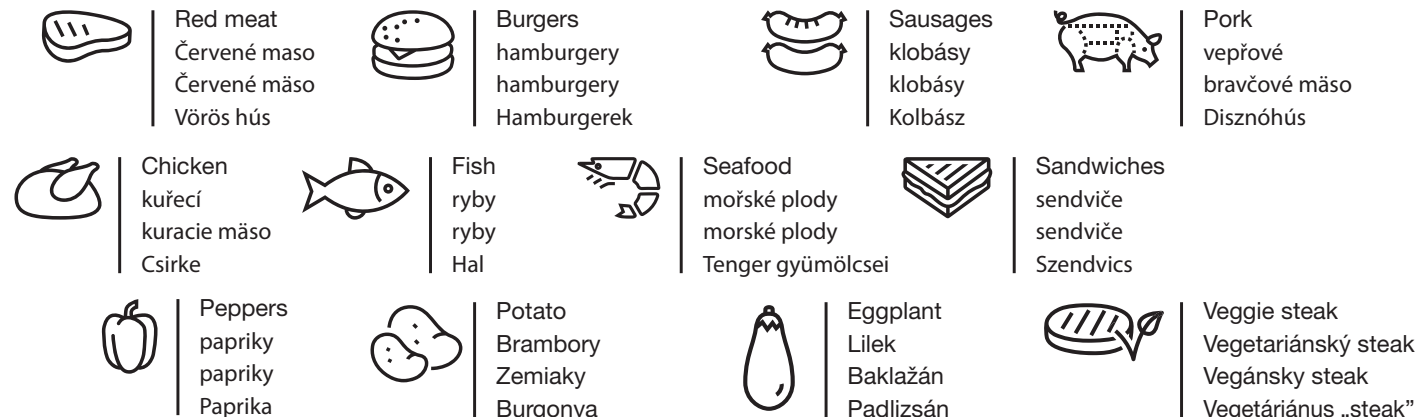 Red meat
Červené maso
Červené mäso
Vörös hús
Burgers
hamburgery
hamburgery
Hamburgerek
Sausages
klobásy
klobásy
Kolbász
Pork
vepřové
bravčové mäso
Disznóhús
Chicken
kuřecí
kuracie mäso
Csirke
Fish
ryby
ryby
Hal
Seafood
mořské plody
morské plody
Tenger gyümölcsei
Sandwiches
sendviče
sendviče
Szendvics
Peppers
papriky
papriky
Paprika
Potato
Brambory
Zemiaky
Burgonya
Eggplant
Lilek
Baklažán
Padlizsán
Veggie steak
Vegetariánský steak
Vegánsky steak
Vegetáriánus „steak”